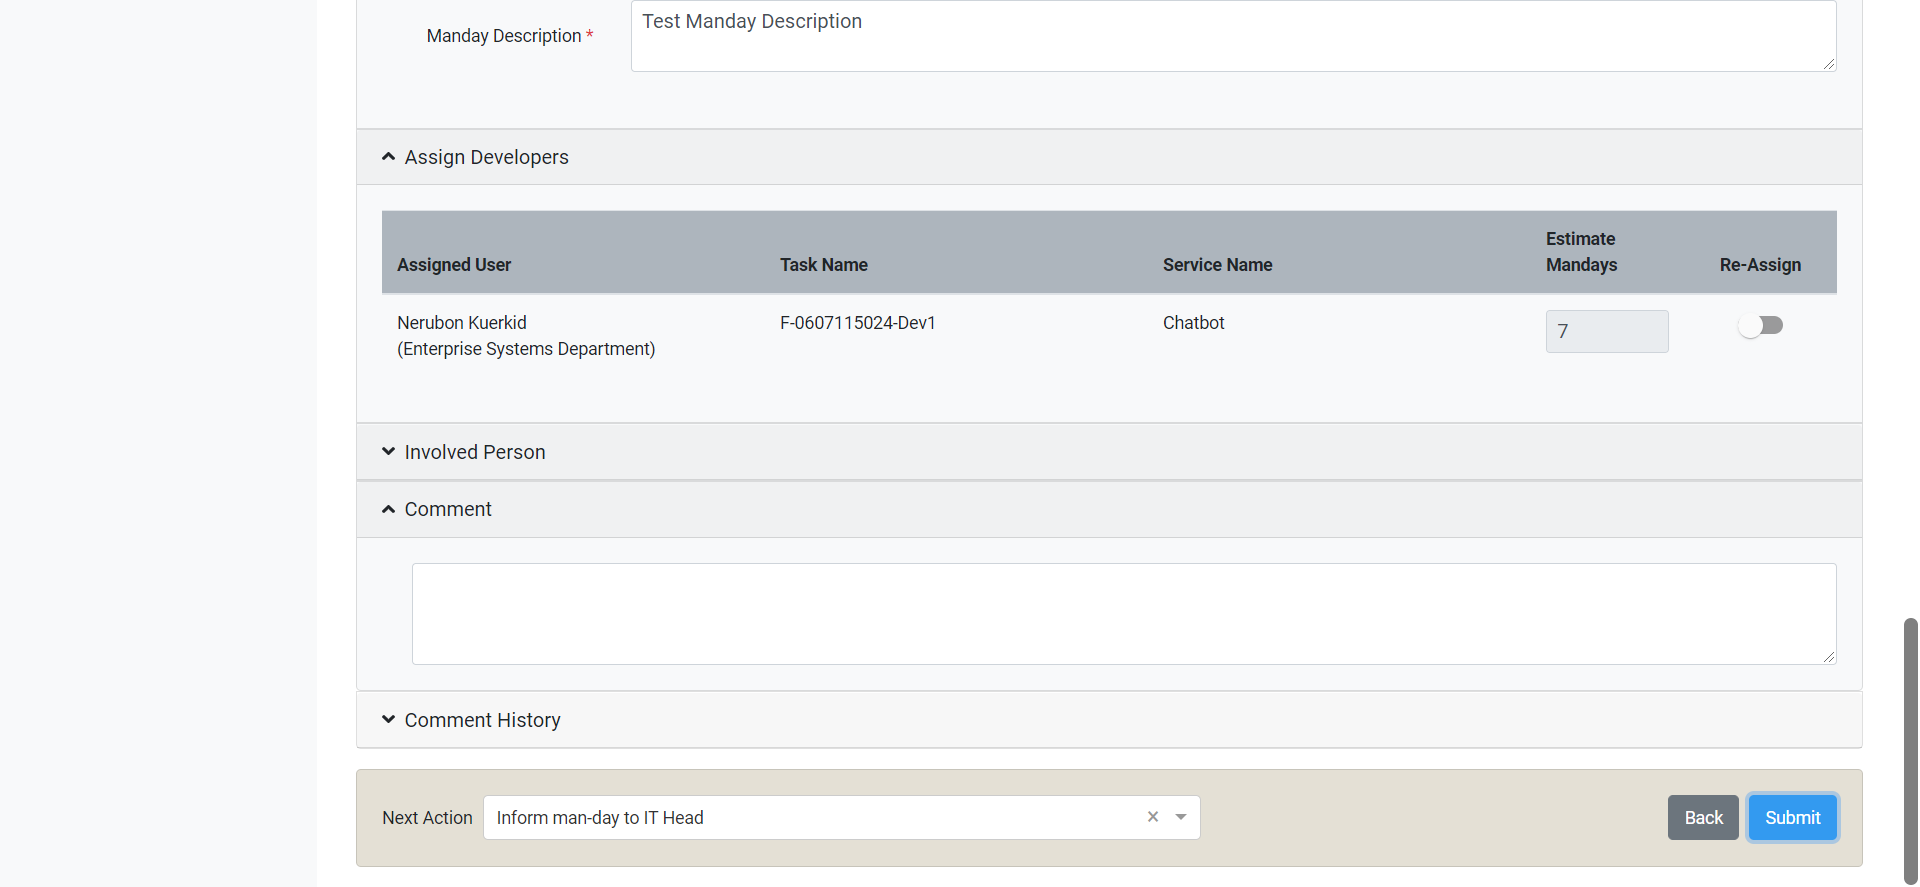 Manday Description *
Test Manday Description
Assign Developers
Assigned User
Task Name
Service Name
Estimate
Mandays
Re-Assign
Nerubon Kuerkid
(Enterprise Systems Department)
F-0607115024-Dev1
Chatbot
7
Involved Person
Comment
Comment History
Next Action
Inform man-day to IT Head
Back
Submit